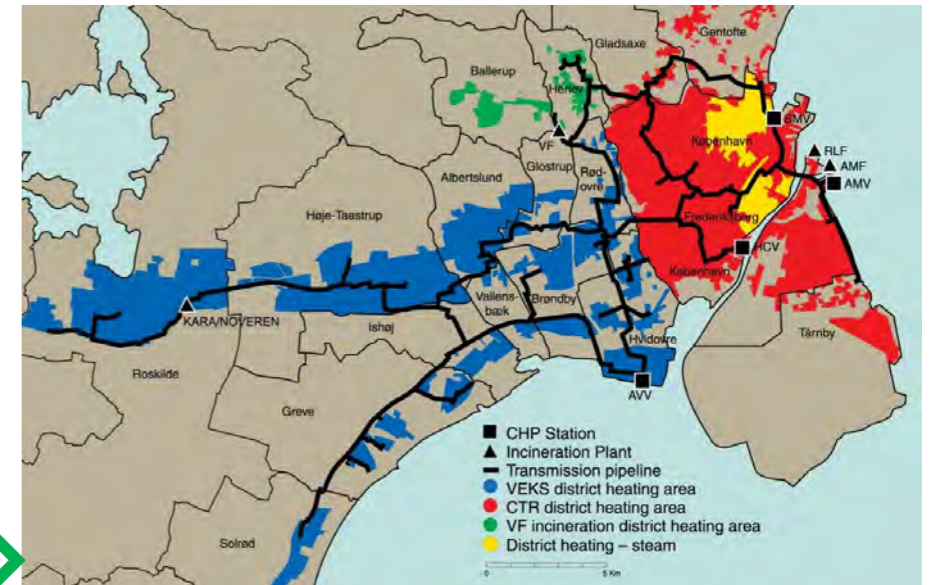 Gentofte
Gladsaxe
Ballerup
Herlev
SMV
København
VF
RLF
AMF
AMV
Glostrup
Rød-
ovre
Albertslund
Høje-Taastrup
Frederiksberg
HCV
København
Vallens-
bæk
Brøndby
KARA/NOVEREN
Ishøj
Hvidovre
Tårnby
Roskilde
AVV
Greve
Solrød
CHP Station
Incineration Plant
Transmission pipeline
VEKS district heating area
CTR district heating area
VF incineration district heating area
District heating – steam
0 5 Km